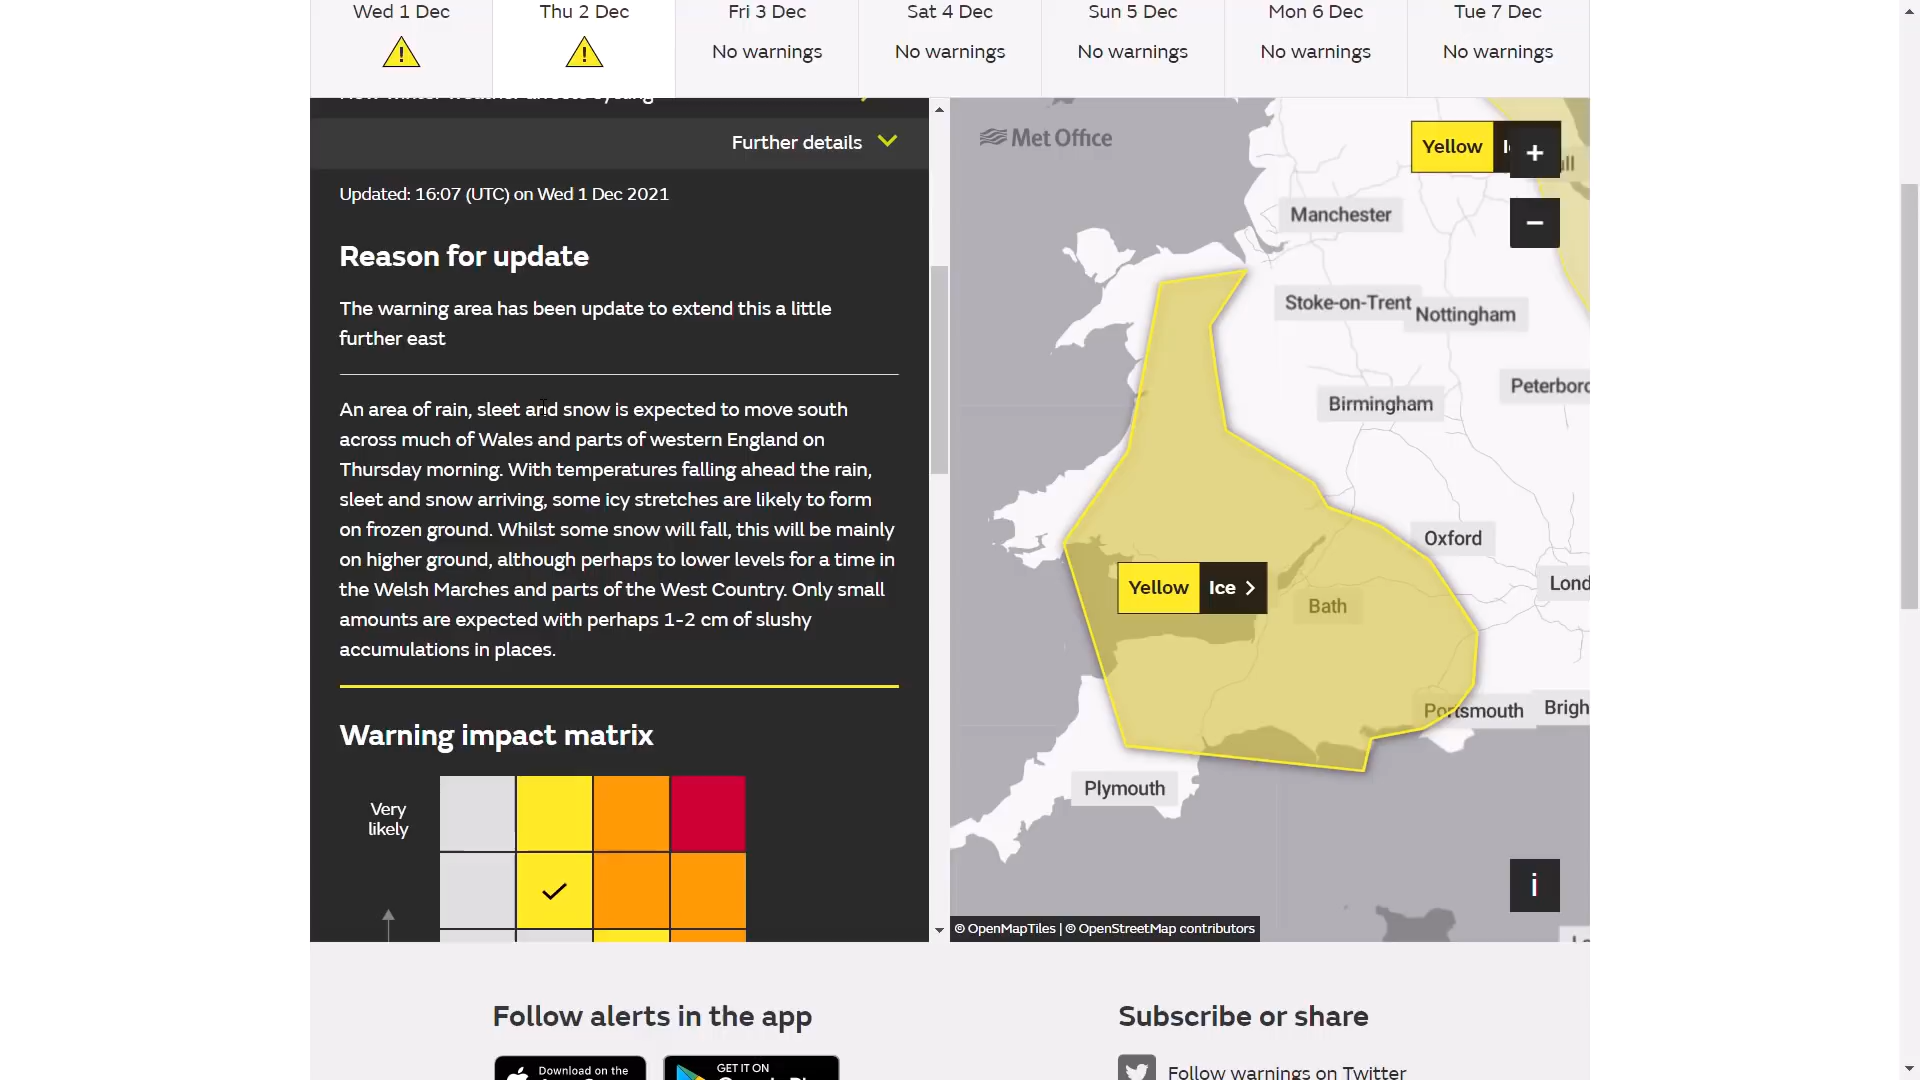 Wed 1 Dec
Thu 2 Dec
Fri 3 Dec
Sat 4 Dec
Sun 5 Dec
Mon 6 Dec
Tue 7 Dec
No warnings
No warnings
No warnings
No warnings
No warnings
Further details
Updated: 16:07 (UTC) on Wed 1 Dec 2021
Reason for update
The warning area has been update to extend this a little
further east
An area of rain, sleet and snow is expected to move south
across much of Wales and parts of western England on
Thursday morning. With temperatures falling ahead the rain,
sleet and snow arriving, some icy stretches are likely to form
on frozen ground. Whilst some snow will fall, this will be mainly
on higher ground, although perhaps to lower levels for a time in
the Welsh Marches and parts of the West Country. Only small
amounts are expected with perhaps 1-2 cm of slushy
accumulations in places.
Warning impact matrix
Very
likely
Met Office
Yellow
+
−
Manchester
Stoke-on-Trent
Nottingham
Peterboro
Birmingham
Oxford
Lond
Yellow Ice >
Bath
Portsmouth
Brigh
Plymouth
i
© OpenMapTiles | © OpenStreetMap contributors
Follow alerts in the app
Subscribe or share
Download on the
GET IT ON
Follow warnings on Twitter